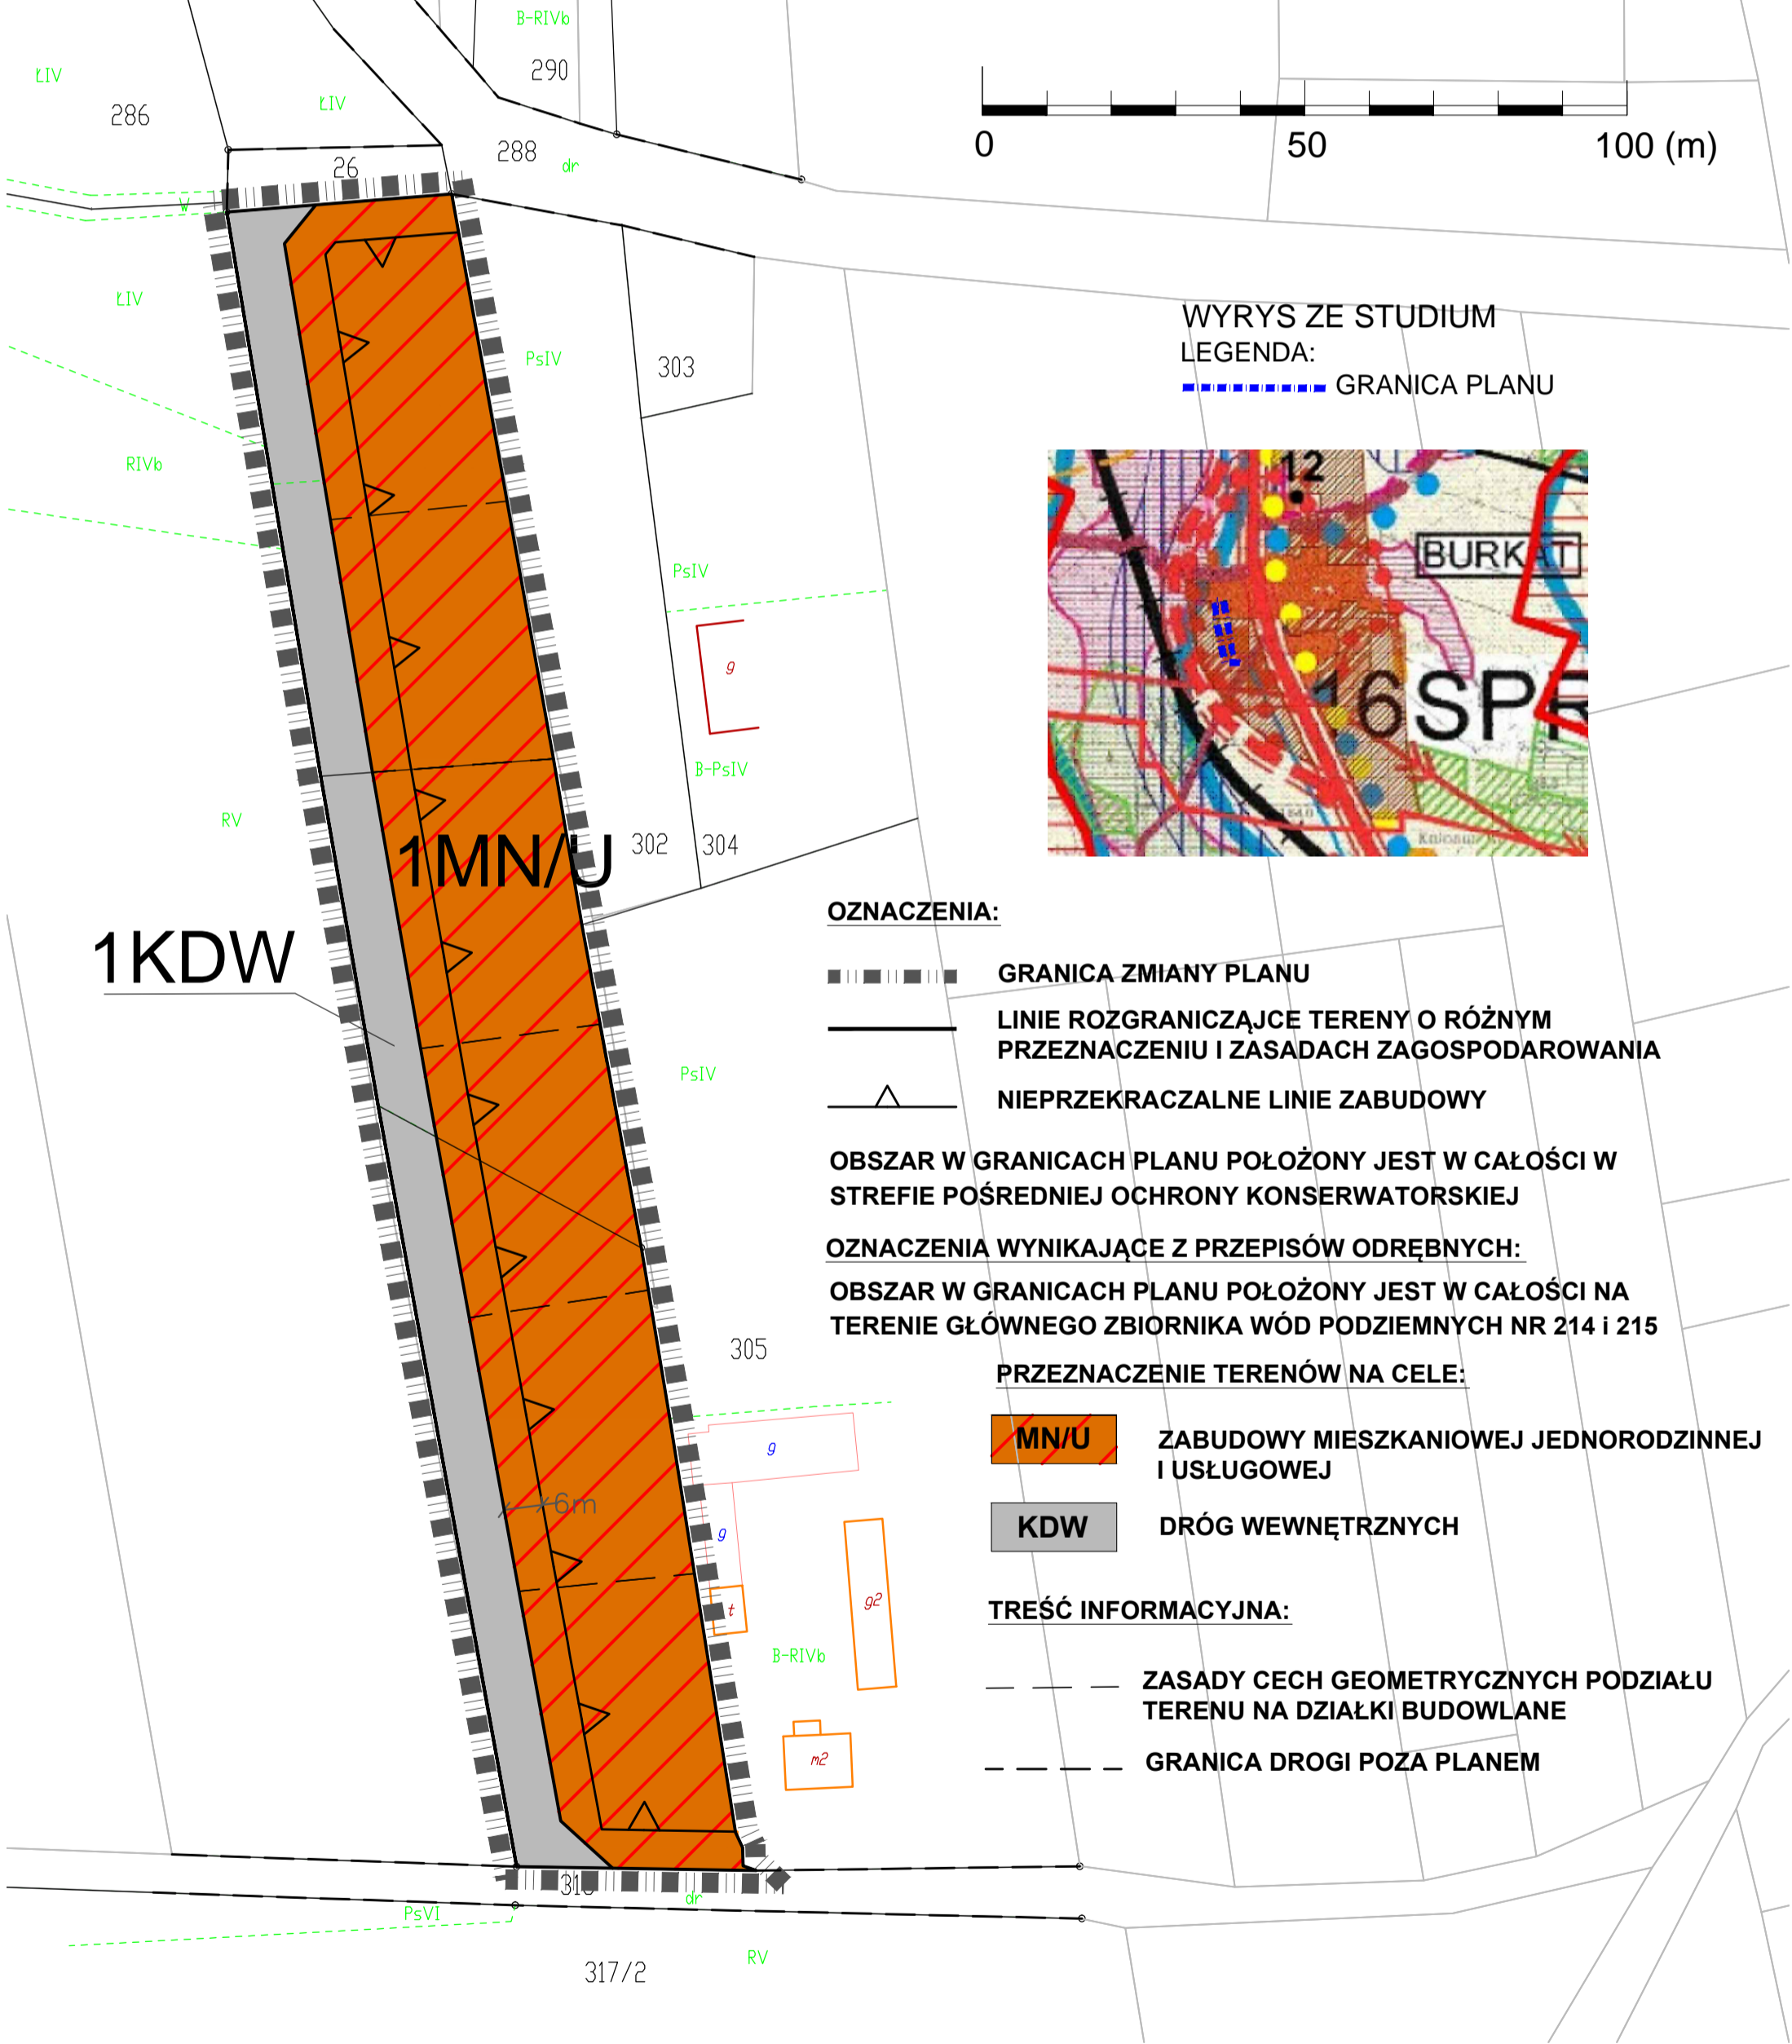 B-RIVb
290
ŁIV
ŁIV
286
288
dr
26
W
0
50
100 (m)
ŁIV
PsIV
303
WYRYS ZE STUDIUM
LEGENDA:
GRANICA PLANU
RIVb
12
BURKAT
16SPR
PsIV
g
B-PsIV
RV
302
304
1MN/U
1KDW
OZNACZENIA:
GRANICA ZMIANY PLANU
LINIE ROZGRANICZĄJCE TERENY O RÓŻNYM
PRZEZNACZENIU I ZASADACH ZAGOSPODAROWANIA
PsIV
NIEPRZEKRACZALNE LINIE ZABUDOWY
OBSZAR W GRANICACH PLANU POŁOŻONY JEST W CAŁOŚCI W
STREFIE POŚREDNIEJ OCHRONY KONSERWATORSKIEJ
OZNACZENIA WYNIKAJĄCE Z PRZEPISÓW ODRĘBNYCH:
OBSZAR W GRANICACH PLANU POŁOŻONY JEST W CAŁOŚCI NA
TERENIE GŁÓWNEGO ZBIORNIKA WÓD PODZIEMNYCH NR 214 i 215
305
PRZEZNACZENIE TERENÓW NA CELE:
MN/U
ZABUDOWY MIESZKANIOWEJ JEDNORODZINNEJ
I USŁUGOWEJ
g
6m
g
KDW
DRÓG WEWNĘTRZNYCH
t
g2
TREŚĆ INFORMACYJNA:
B-RIVb
ZASADY CECH GEOMETRYCZNYCH PODZIAŁU
TERENU NA DZIAŁKI BUDOWLANE
m2
GRANICA DROGI POZA PLANEM
dr
PsVI
RV
317/2